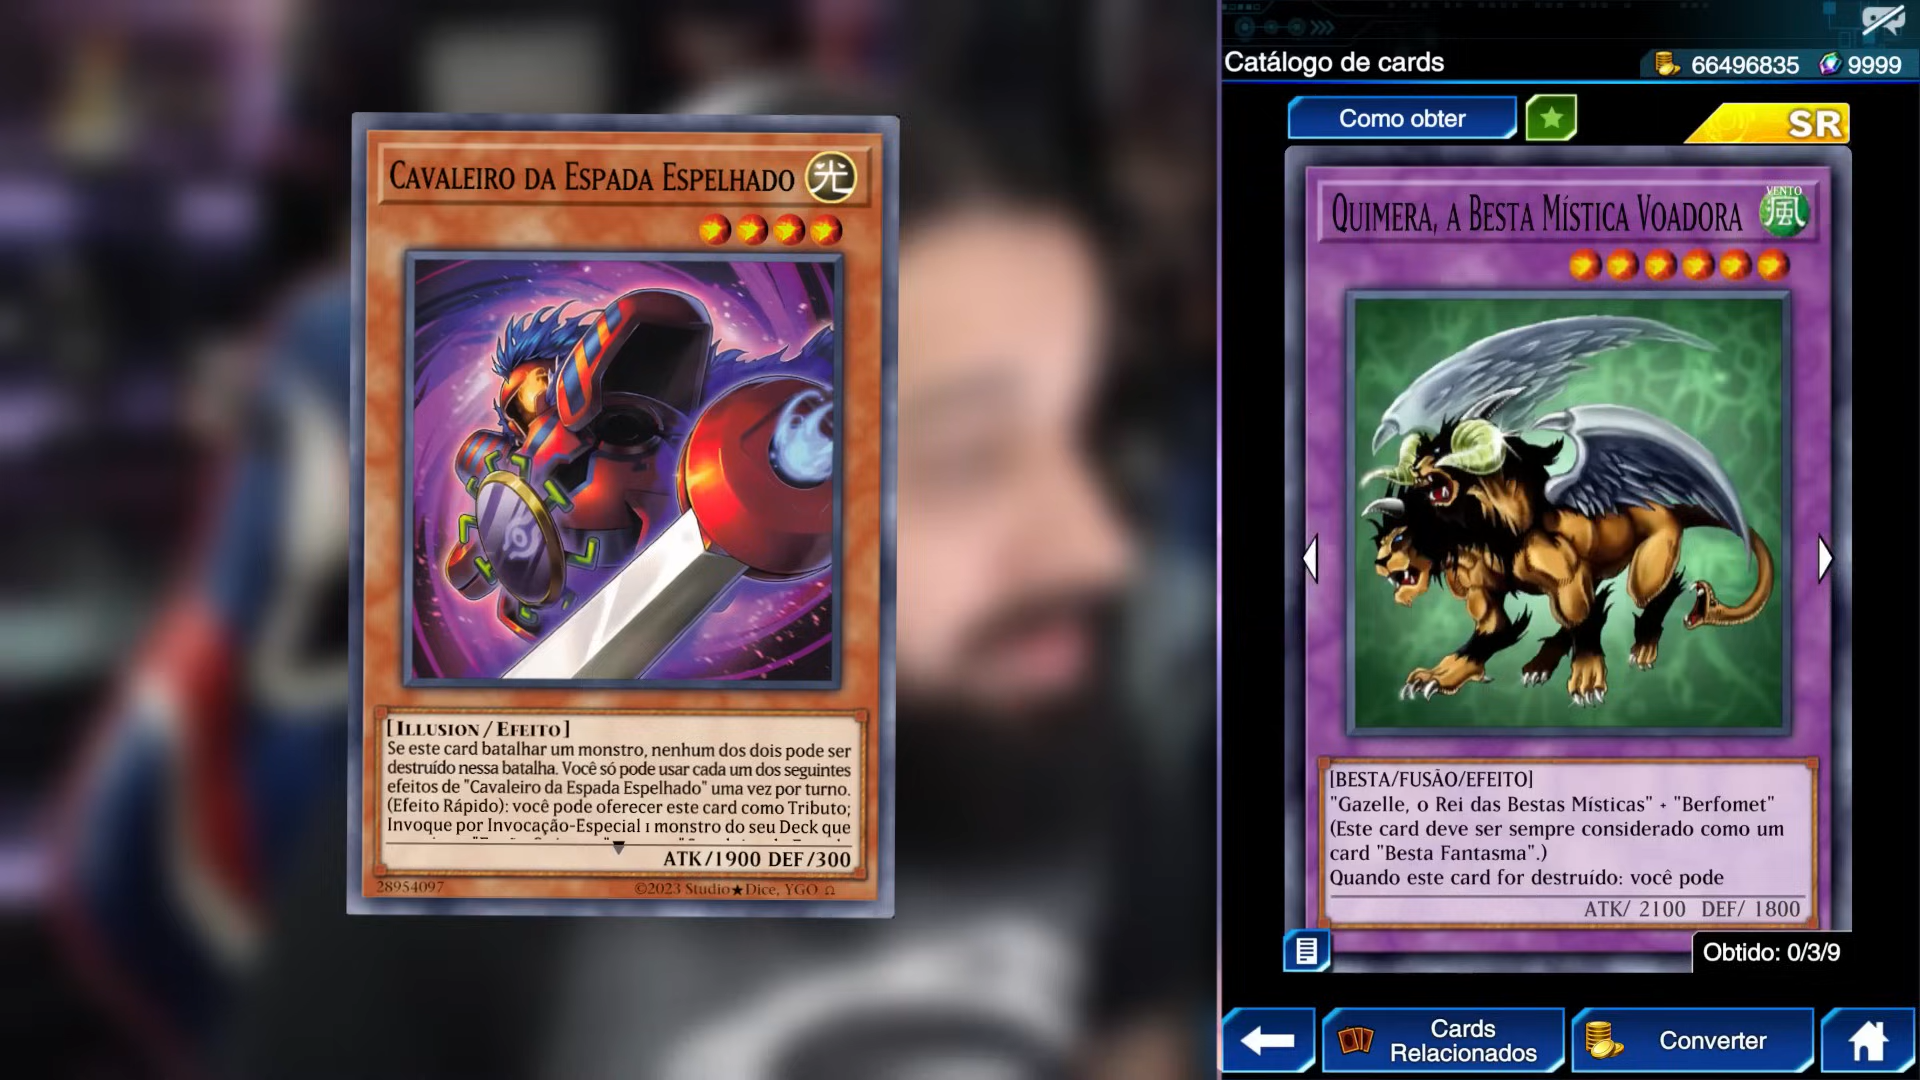 CAVALEIRO DA ESPADA ESPELHADO
光
[ILLUSION / EFEITO]
Se este card batalhar um monstro, nenhum dos dois pode ser
destruído nessa batalha. Você só pode usar cada um dos seguintes
efeitos de "Cavaleiro da Espada Espelhado" uma vez por turno.
(Efeito Rápido): você pode oferecer este card como Tributo;
Invoque por Invocação-Especial 1 monstro do seu Deck que
ATK/1900 DEF/300
28954097
©2023 Studio★Dice, YGO Ω
Catálogo de cards
66496835
9999
Como obter
SR
QUIMERA, A BESTA MÍSTICA VOADORA
VENTO
風
[BESTA/FUSÃO/EFEITO]
"Gazelle, o Rei das Bestas Místicas" + "Berfomet"
(Este card deve ser sempre considerado como um
card "Besta Fantasma".)
Quando este card for destruído: você pode
ATK/ 2100 DEF/ 1800
Obtido: 0/3/9
Cards
Relacionados
Converter